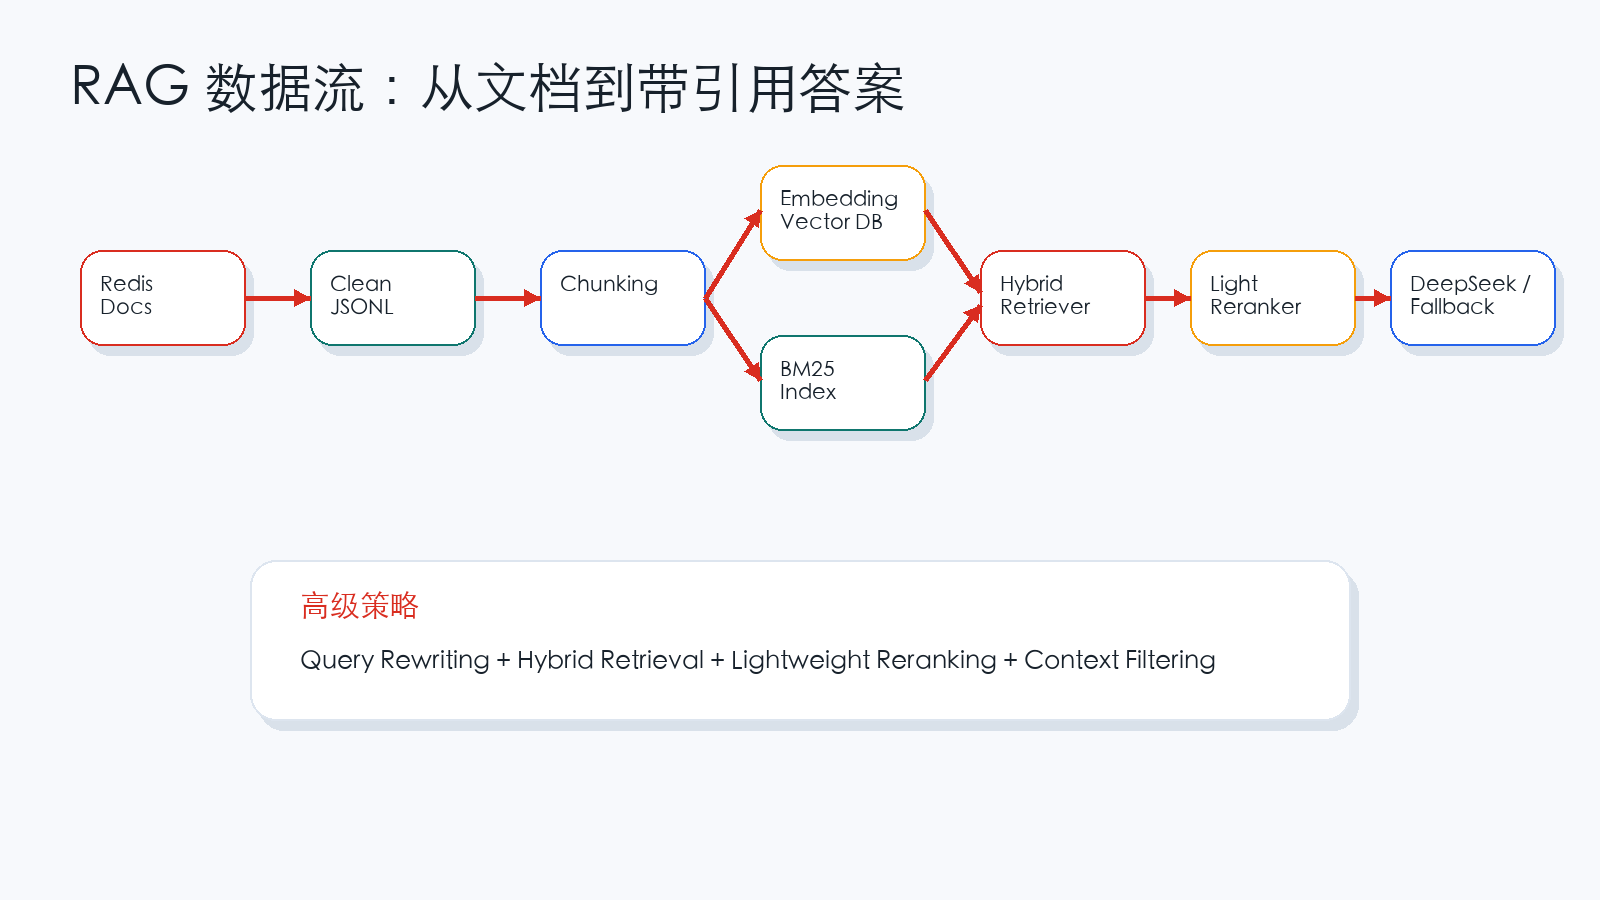 RAG 数据流：从文档到带引用答案
Redis
Docs
Clean
JSONL
Chunking
Embedding
Vector DB
BM25
Index
Hybrid
Retriever
Light
Reranker
DeepSeek /
Fallback
高级策略
Query Rewriting + Hybrid Retrieval + Lightweight Reranking + Context Filtering